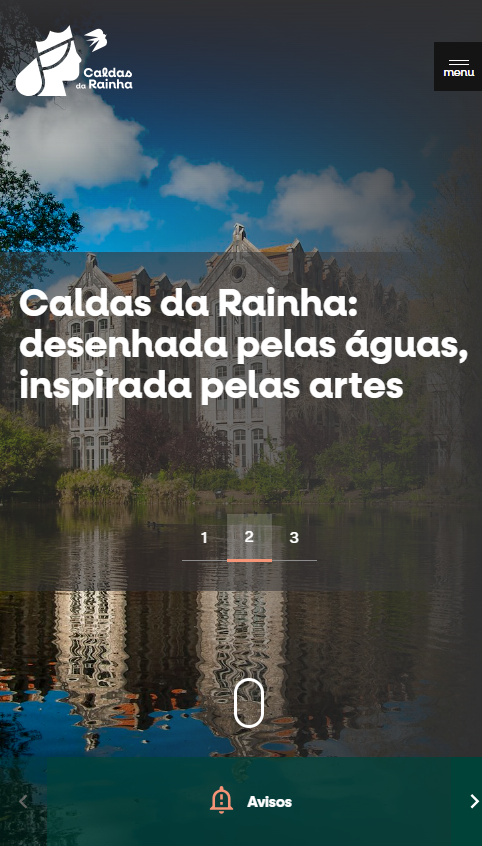 Caldas
da Rainha
menu
Caldas da Rainha:
desenhada pelas águas,
inspirada pelas artes
1 2 3
Avisos